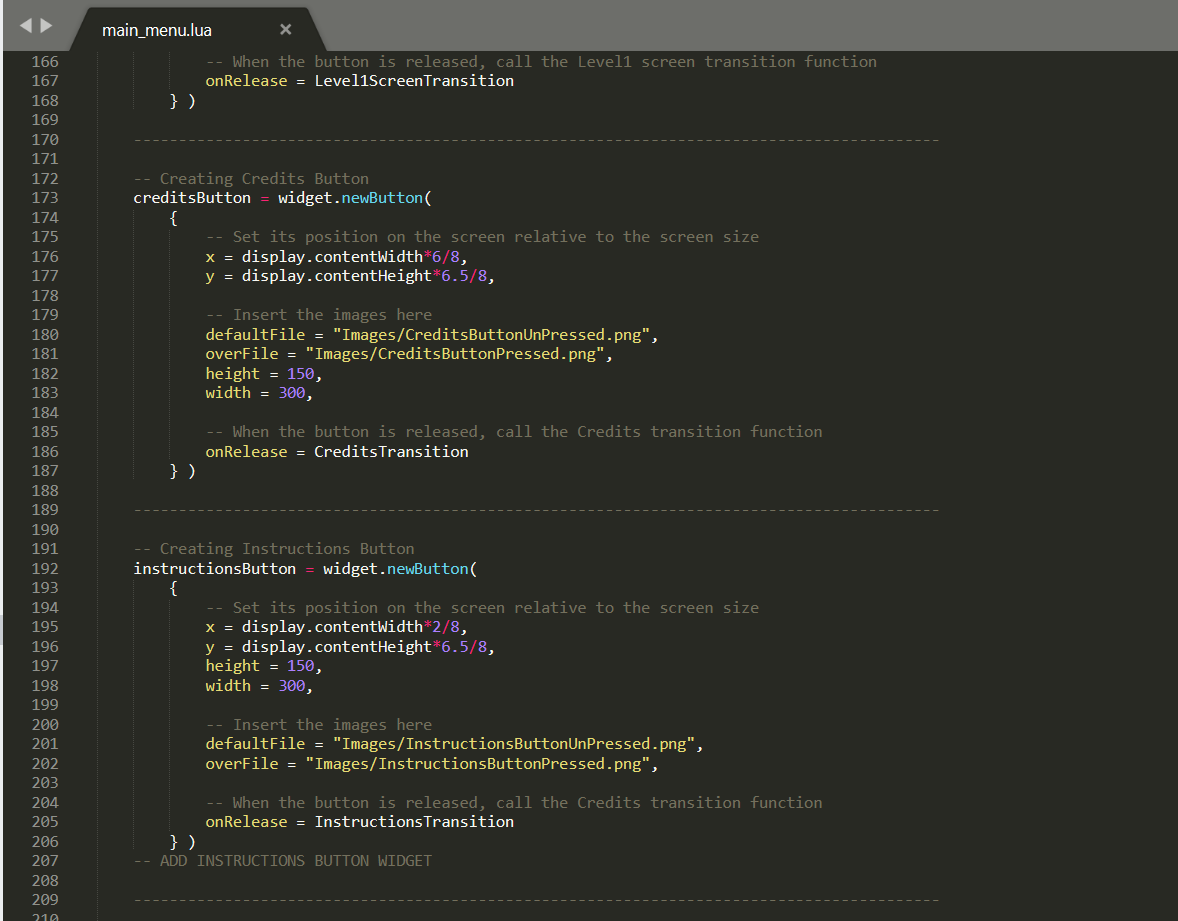 main_menu.lua ×
166 -- When the button is released, call the Level1 screen transition function
167 onRelease = Level1ScreenTransition
168 } )
169
170 -----------------------------------------------------------------------------------------
171
172 -- Creating Credits Button
173 creditsButton = widget.newButton(
174 {
175 -- Set its position on the screen relative to the screen size
176 x = display.contentWidth*6/8,
177 y = display.contentHeight*6.5/8,
178
179 -- Insert the images here
180 defaultFile = "Images/CreditsButtonUnPressed.png",
181 overFile = "Images/CreditsButtonPressed.png",
182 height = 150,
183 width = 300,
184
185 -- When the button is released, call the Credits transition function
186 onRelease = CreditsTransition
187 } )
188
189 -----------------------------------------------------------------------------------------
190
191 -- Creating Instructions Button
192 instructionsButton = widget.newButton(
193 {
194 -- Set its position on the screen relative to the screen size
195 x = display.contentWidth*2/8,
196 y = display.contentHeight*6.5/8,
197 height = 150,
198 width = 300,
199
200 -- Insert the images here
201 defaultFile = "Images/InstructionsButtonUnPressed.png",
202 overFile = "Images/InstructionsButtonPressed.png",
203
204 -- When the button is released, call the Credits transition function
205 onRelease = InstructionsTransition
206 } )
207 -- ADD INSTRUCTIONS BUTTON WIDGET
208
209 -----------------------------------------------------------------------------------------
210